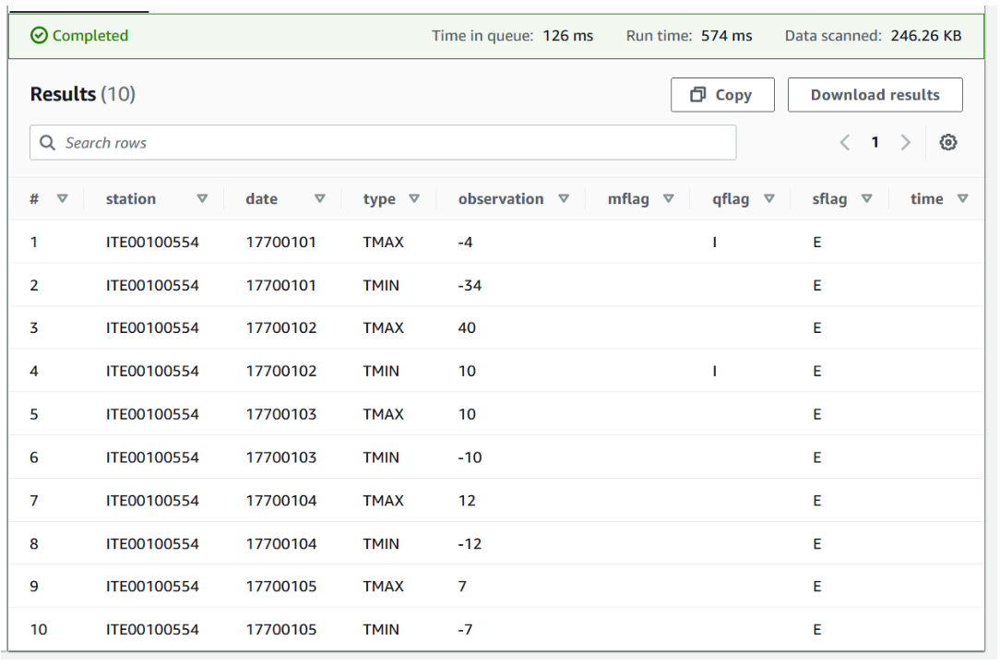 Completed Time in queue: 126 ms Run time: 574 ms Data scanned: 246.26 KB
Results (10) Copy Download results
Search rows 1
# station date type observation mflag qflag sflag time
1 ITE00100554 17700101 TMAX -4 I E
2 ITE00100554 17700101 TMIN -34 E
3 ITE00100554 17700102 TMAX 40 E
4 ITE00100554 17700102 TMIN 10 I E
5 ITE00100554 17700103 TMAX 10 E
6 ITE00100554 17700103 TMIN -10 E
7 ITE00100554 17700104 TMAX 12 E
8 ITE00100554 17700104 TMIN -12 E
9 ITE00100554 17700105 TMAX 7 E
10 ITE00100554 17700105 TMIN -7 E